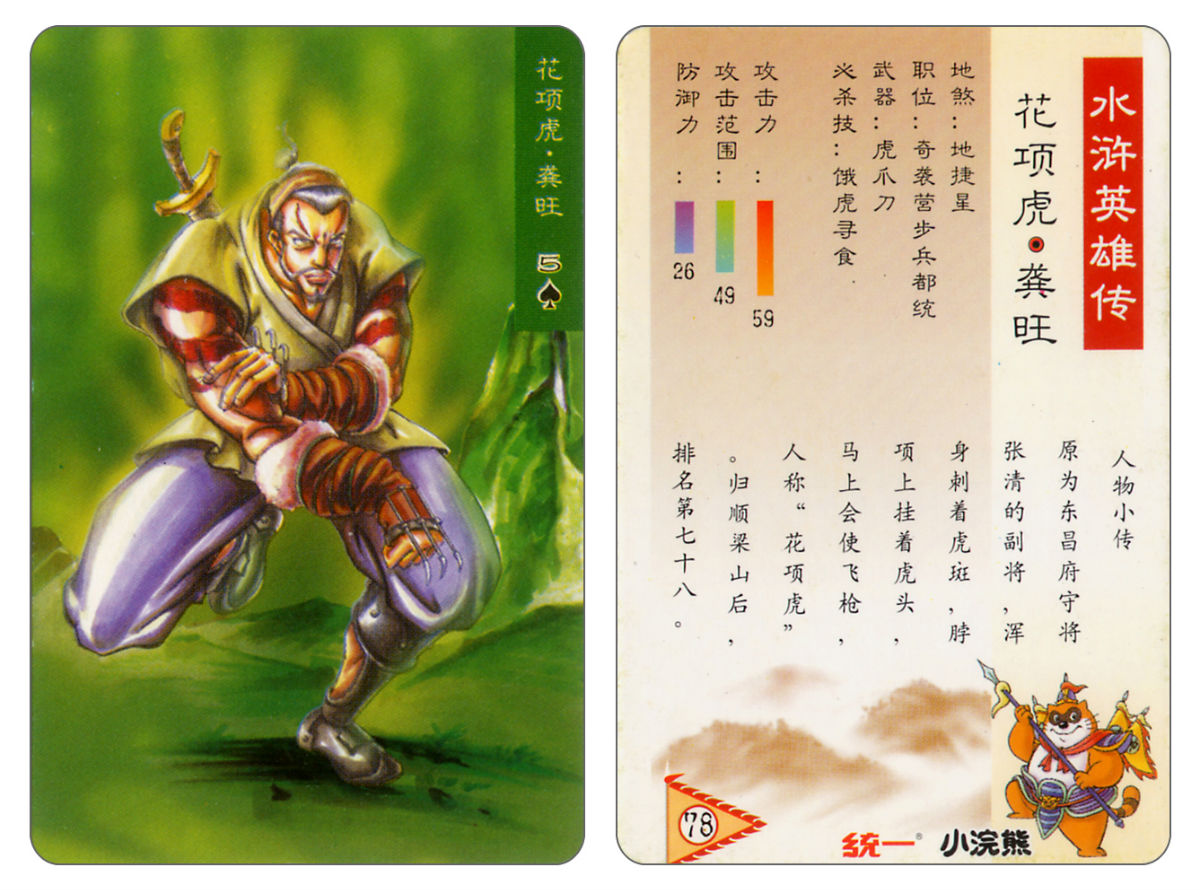 花项虎·龚旺
5
水浒英雄传
花项虎·龚旺
地煞：地捷星
职位：奇袭营步兵都统
武器：虎爪刀
必杀技：饿虎寻食
攻击力：
59
攻击范围：
49
防御力：
26
人物小传
原为东昌府守将
张清的副将，浑
身刺着虎斑，脖
项上挂着虎头，
马上会使飞枪，
人称“花项虎”
。归顺梁山后，
排名第七十八。
78
统一® 小浣熊